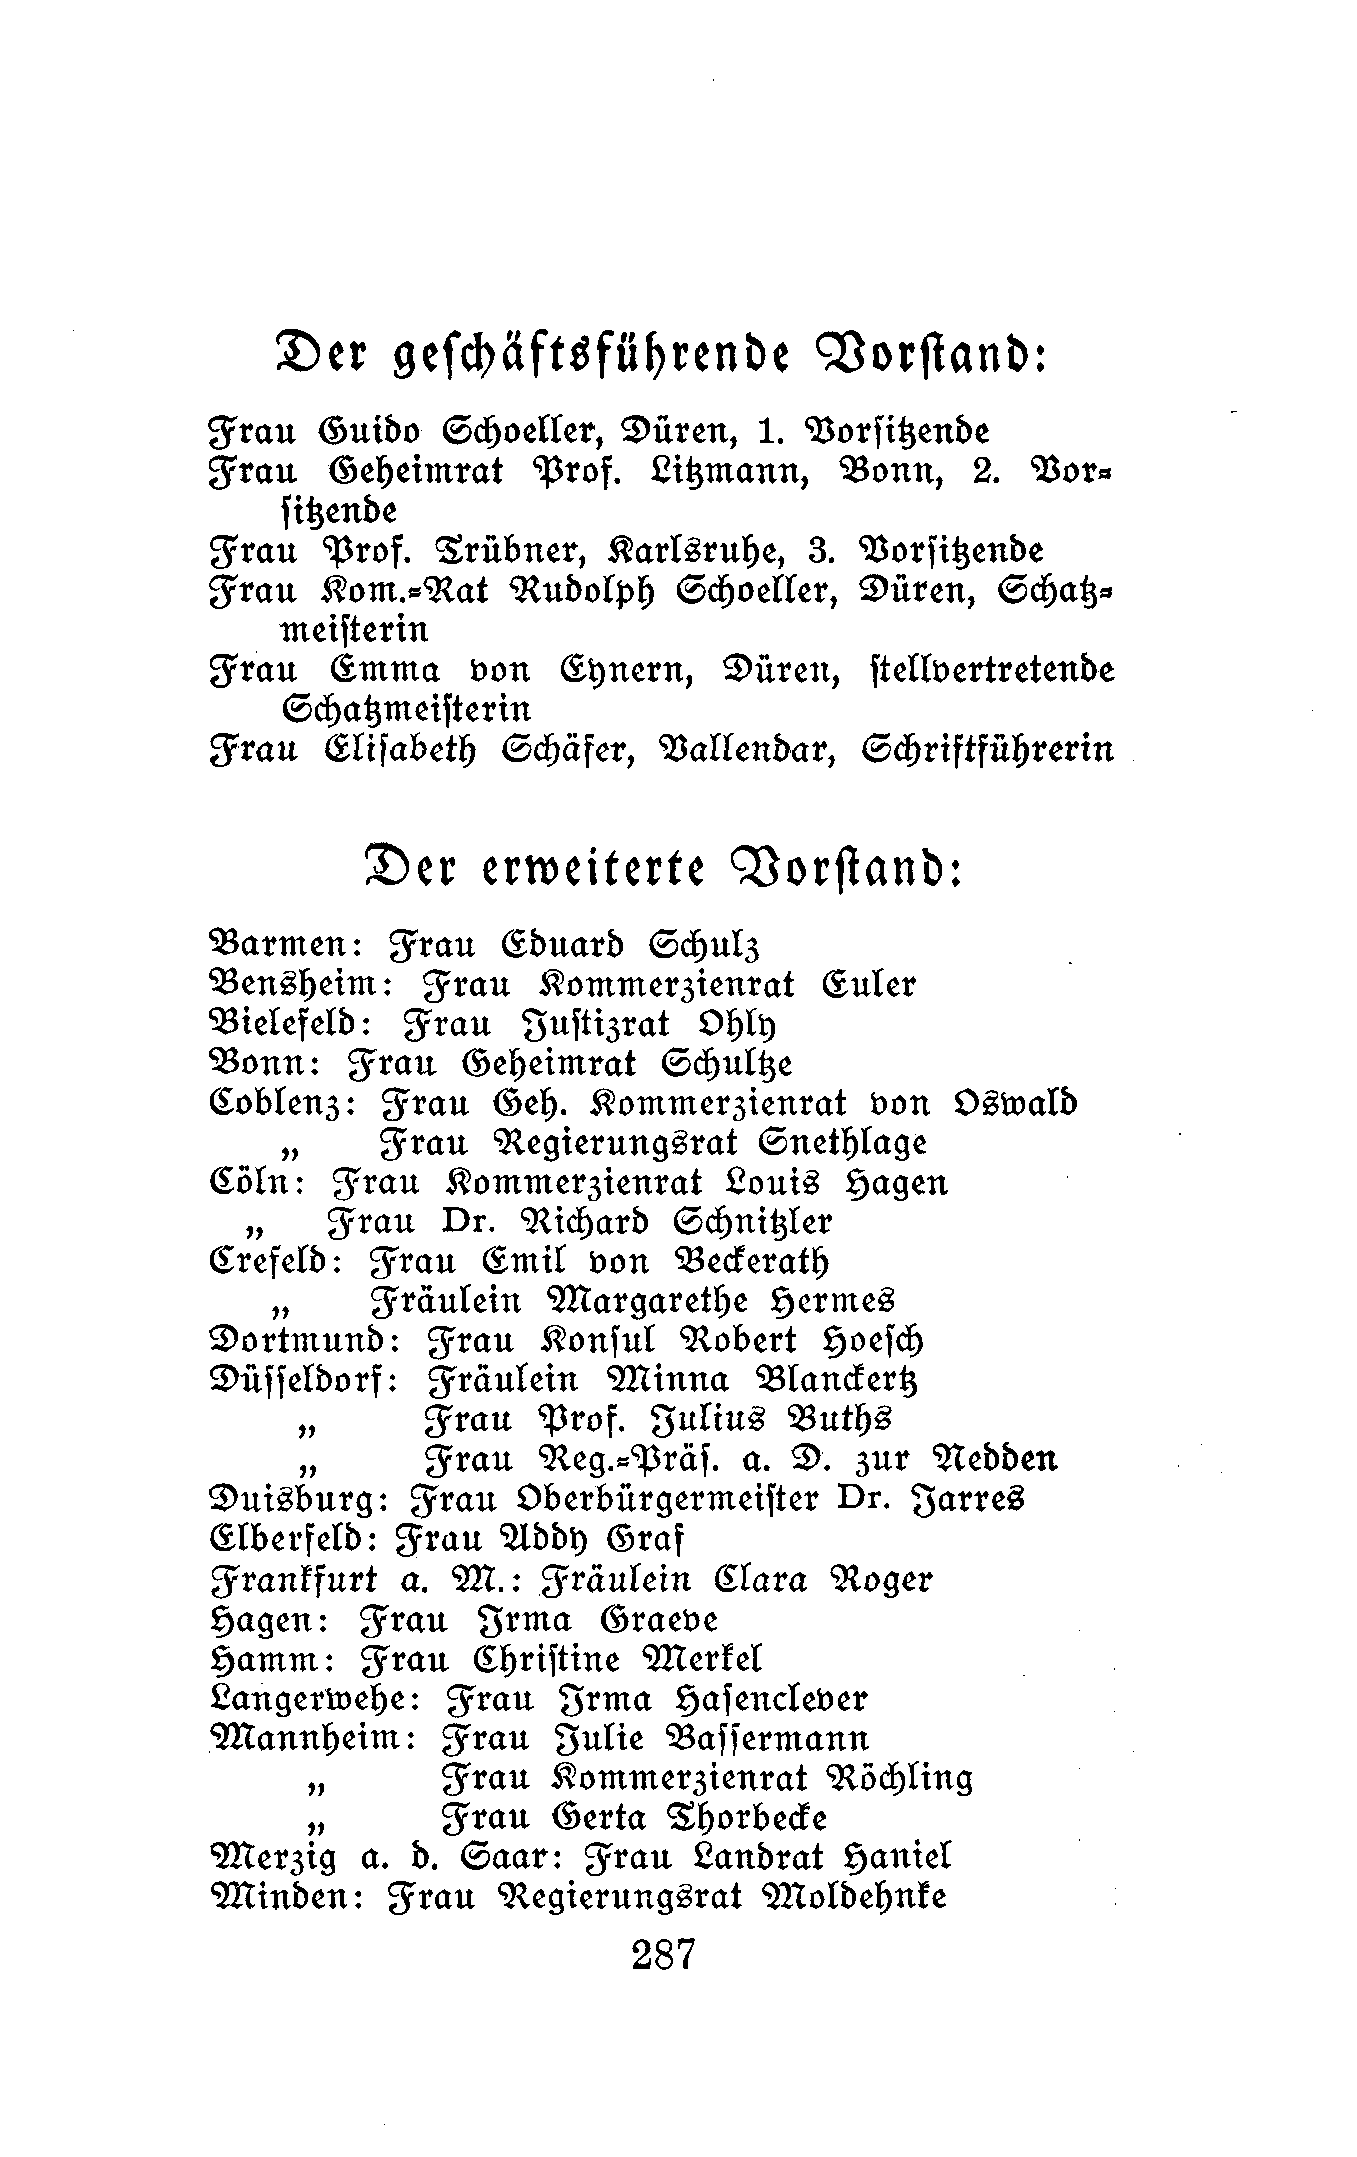 Der geschäftsführende Vorstand:
Frau Guido Schoeller, Düren, 1. Vorsitzende
Frau Geheimrat Prof. Litzmann, Bonn, 2. Vor-
sitzende
Frau Prof. Trübner, Karlsruhe, 3. Vorsitzende
Frau Kom.-Rat Rudolph Schoeller, Düren, Schatz-
meisterin
Frau Emma von Eynern, Düren, stellvertretende
Schatzmeisterin
Frau Elisabeth Schäfer, Vallendar, Schriftführerin
Der erweiterte Vorstand:
Barmen: Frau Eduard Schulz
Bensheim: Frau Kommerzienrat Euler
Bielefeld: Frau Justizrat Ohly
Bonn: Frau Geheimrat Schultze
Coblenz: Frau Geh. Kommerzienrat von Oswald
„ Frau Regierungsrat Snethlage
Cöln: Frau Kommerzienrat Louis Hagen
„ Frau Dr. Richard Schnitzler
Crefeld: Frau Emil von Beckerath
„ Fräulein Margarethe Hermes
Dortmund: Frau Konsul Robert Hoesch
Düsseldorf: Fräulein Minna Blanckertz
„ Frau Prof. Julius Buths
„ Frau Reg.-Präs. a. D. zur Nedden
Duisburg: Frau Oberbürgermeister Dr. Jarres
Elberfeld: Frau Addy Graf
Frankfurt a. M.: Fräulein Clara Roger
Hagen: Frau Irma Graeve
Hamm: Frau Christine Merkel
Langerwehe: Frau Irma Hasenclever
Mannheim: Frau Julie Bassermann
„ Frau Kommerzienrat Röchling
„ Frau Gerta Thorbecke
Merzig a. d. Saar: Frau Landrat Haniel
Minden: Frau Regierungsrat Moldehnke
287